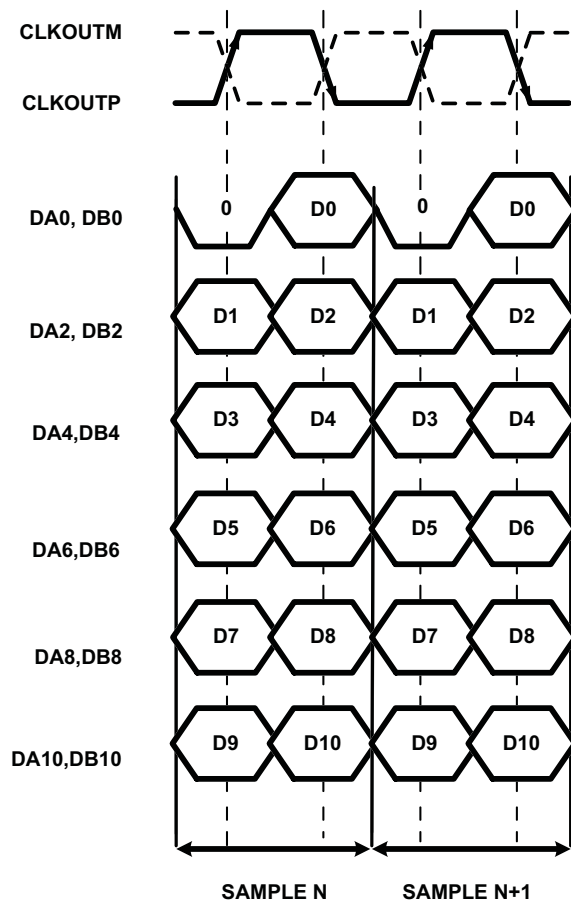 CLKOUTM
CLKOUTP
DA0, DB0 0 D0 0 D0
DA2, DB2 D1 D2 D1 D2
DA4,DB4 D3 D4 D3 D4
DA6,DB6 D5 D6 D5 D6
DA8,DB8 D7 D8 D7 D8
DA10,DB10 D9 D10 D9 D10
SAMPLE N SAMPLE N+1